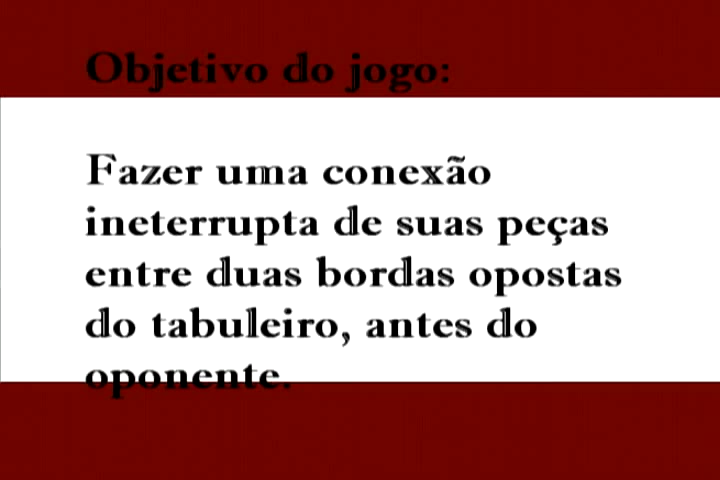 Objetivo do jogo:
Fazer uma conexão
ineterrupta de suas peças
entre duas bordas opostas
do tabuleiro, antes do
oponente.